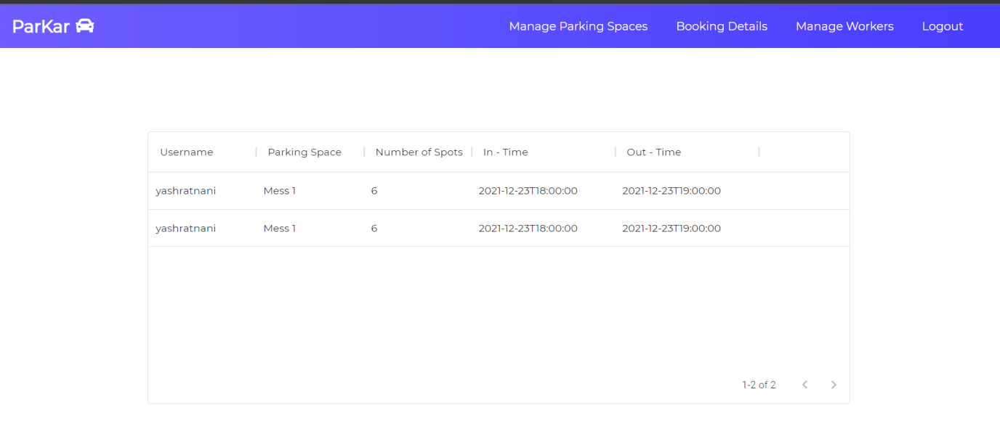 ParKar Manage Parking Spaces Booking Details Manage Workers Logout
Username Parking Space Number of Spots In - Time Out - Time
yashratnani Mess 1 6 2021-12-23T18:00:00 2021-12-23T19:00:00
yashratnani Mess 1 6 2021-12-23T18:00:00 2021-12-23T19:00:00
1-2 of 2